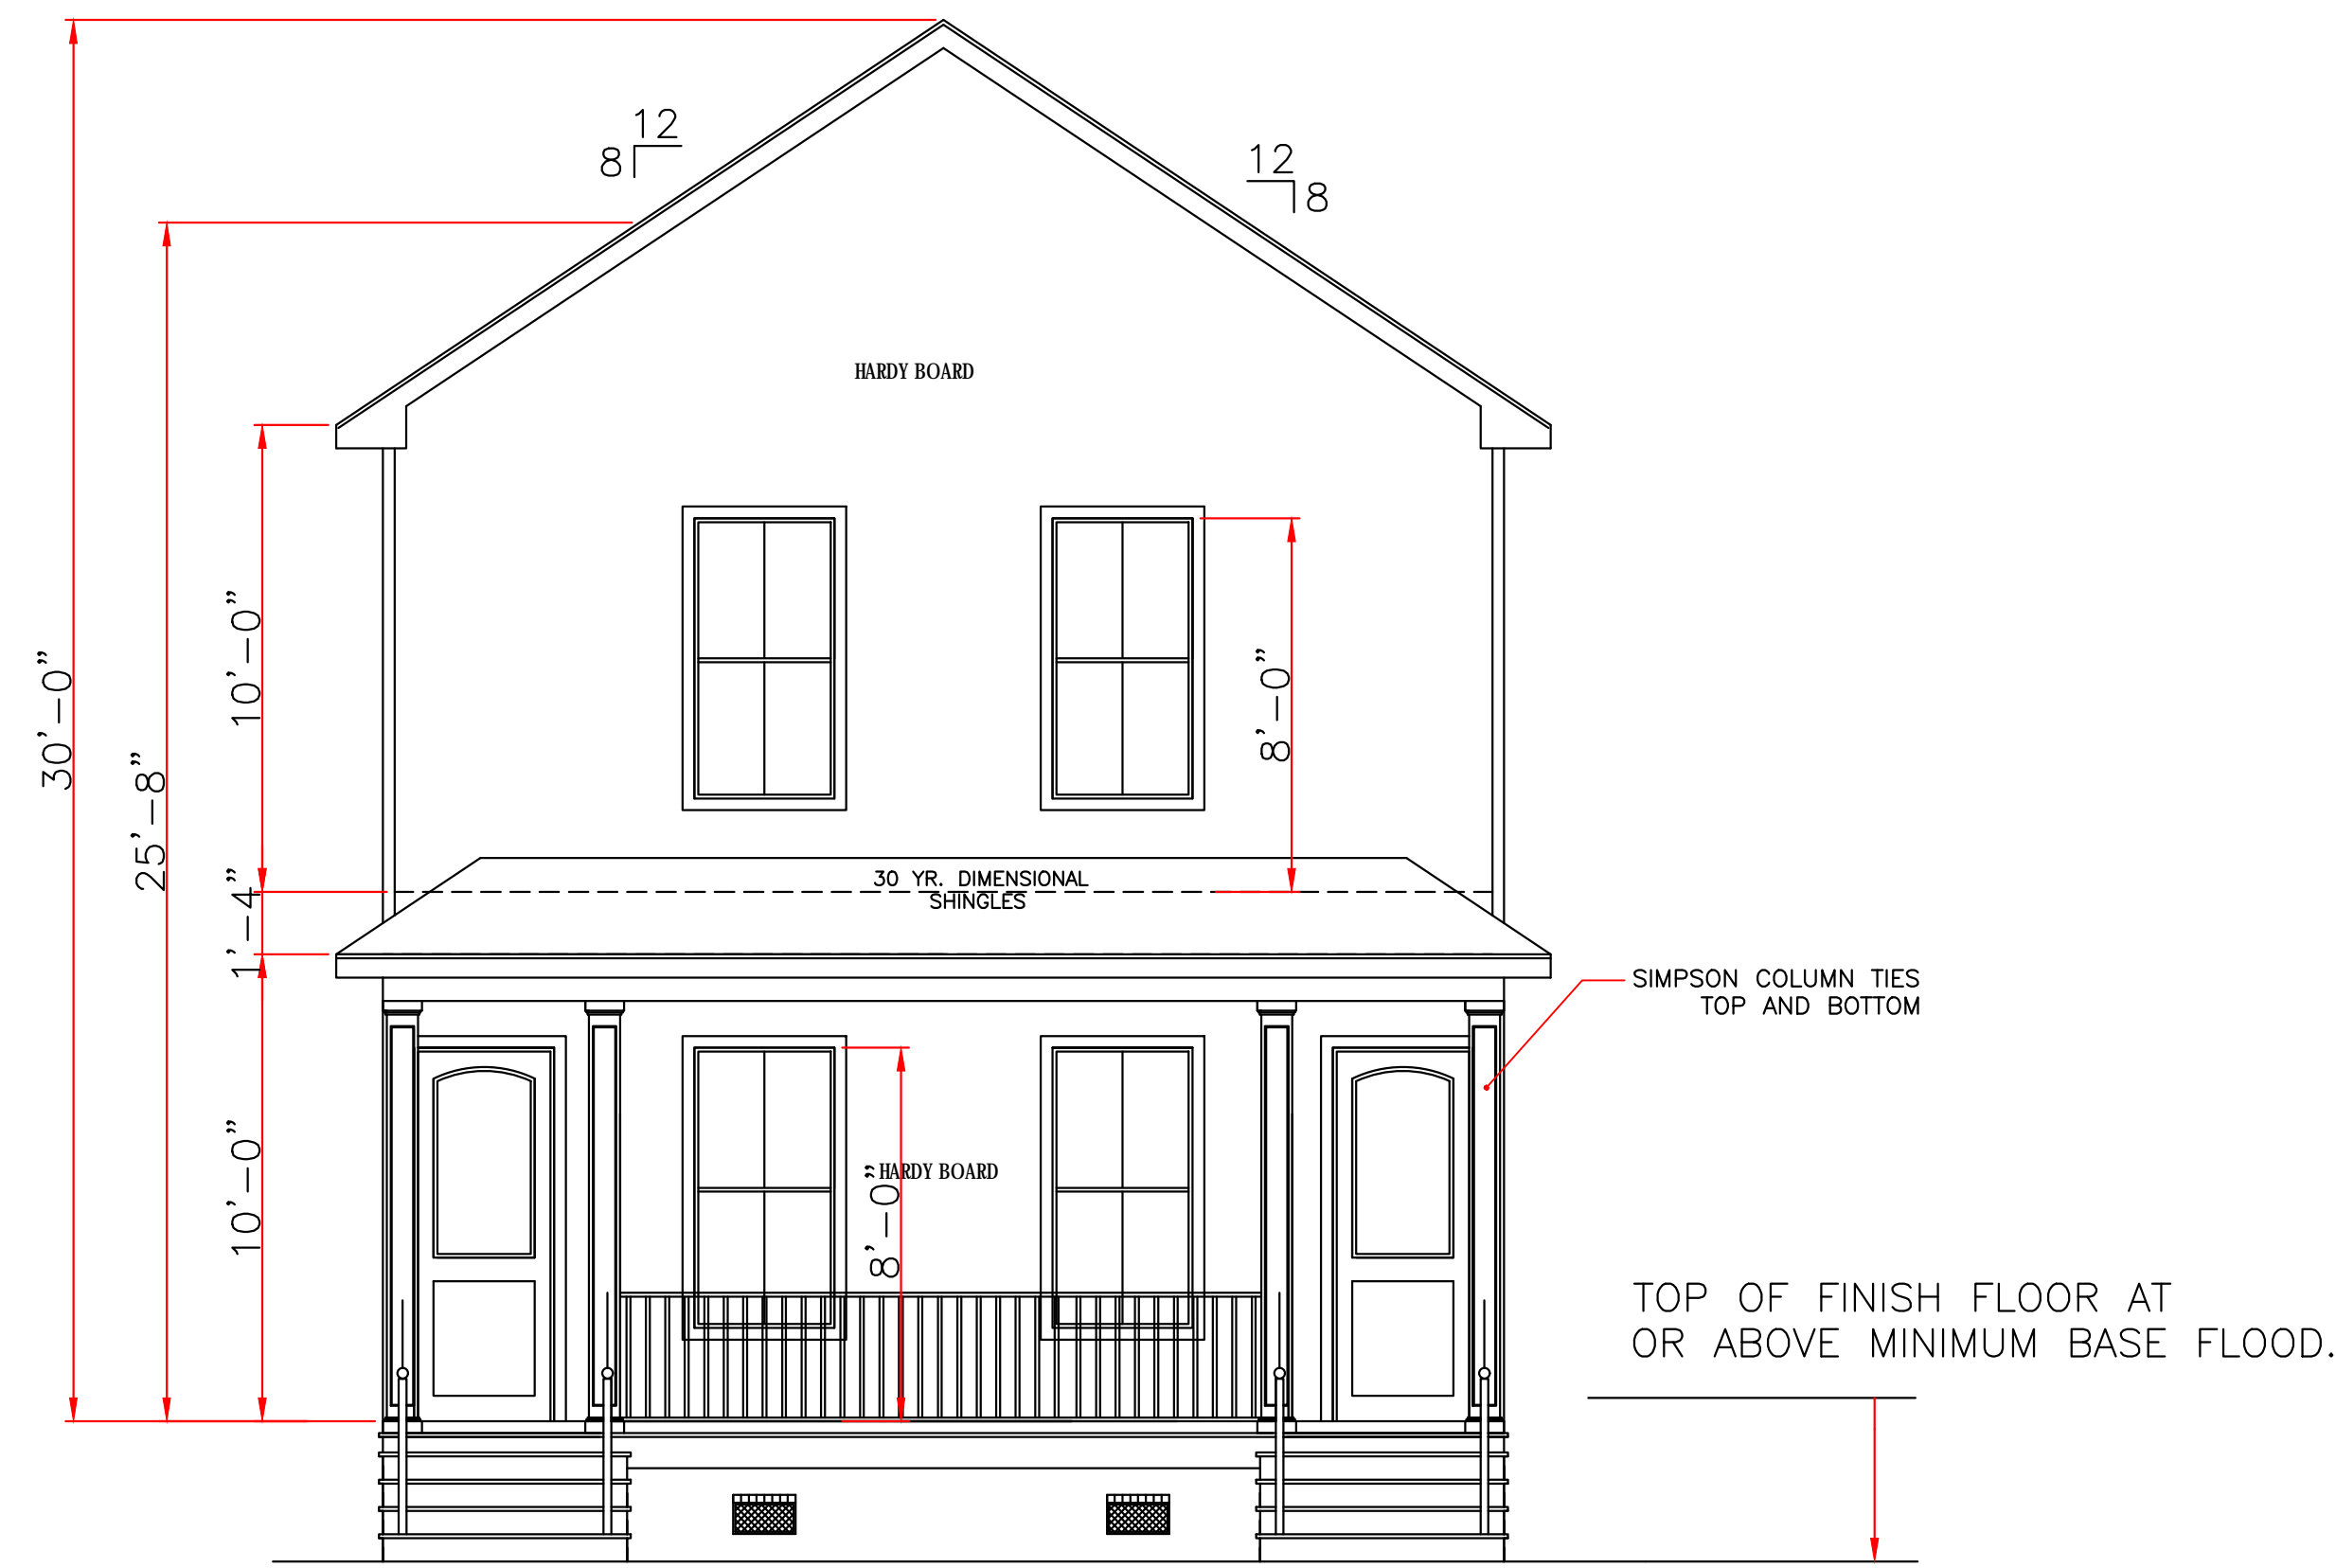 12
8
12
8
HARDY BOARD
30'-0"
25'-8"
10'-0"
8'-0"
1'-4"
30 YR. DIMENSIONAL
SHINGLES
SIMPSON COLUMN TIES
TOP AND BOTTOM
10'-0"
8'-0"
HARDY BOARD
TOP OF FINISH FLOOR AT
OR ABOVE MINIMUM BASE FLOOD.